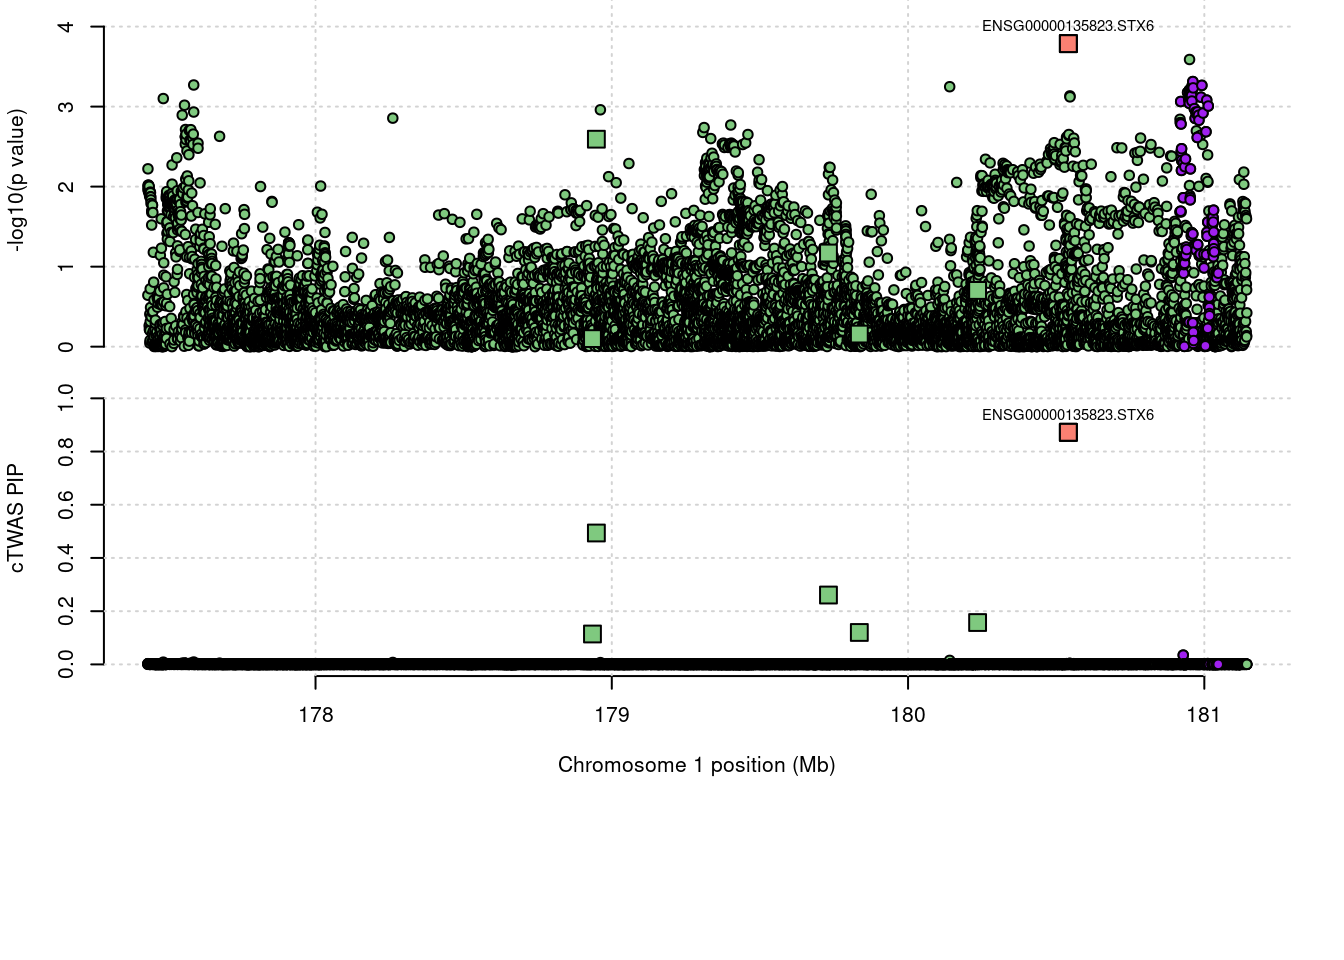 ENSG00000135823.STX6
4
3
2
1
0
-log10(p value)
ENSG00000135823.STX6
1.0
0.8
0.6
0.4
0.2
0.0
cTWAS PIP
178 179 180 181
Chromosome 1 position (Mb)